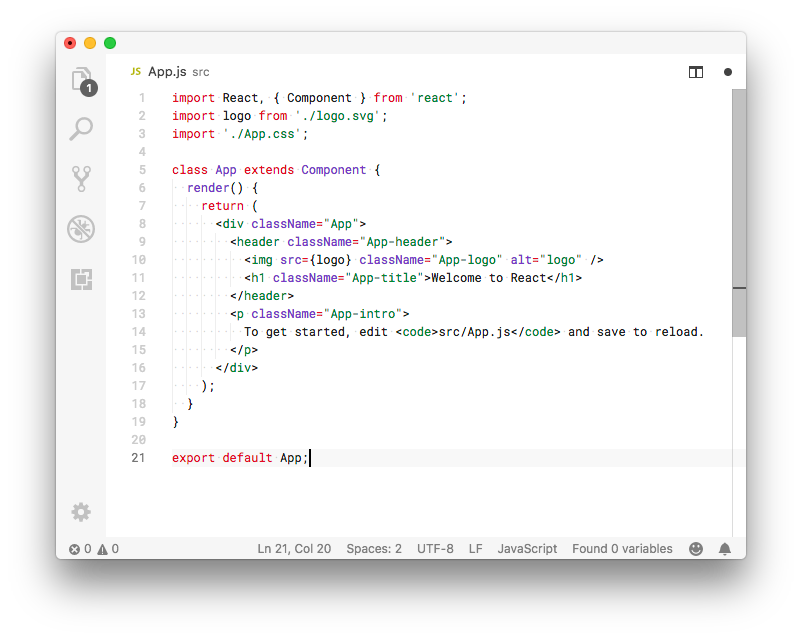 JS App.js src
1
1 import React, { Component } from 'react';
2 import logo from './logo.svg';
3 import './App.css';
4
5 class App extends Component {
6   render() {
7     return (
8       <div className="App">
9         <header className="App-header">
10           <img src={logo} className="App-logo" alt="logo" />
11           <h1 className="App-title">Welcome to React</h1>
12         </header>
13         <p className="App-intro">
14           To get started, edit <code>src/App.js</code> and save to reload.
15         </p>
16       </div>
17     );
18   }
19 }
20
21 export default App;
0 0 Ln 21, Col 20 Spaces: 2 UTF-8 LF JavaScript Found 0 variables